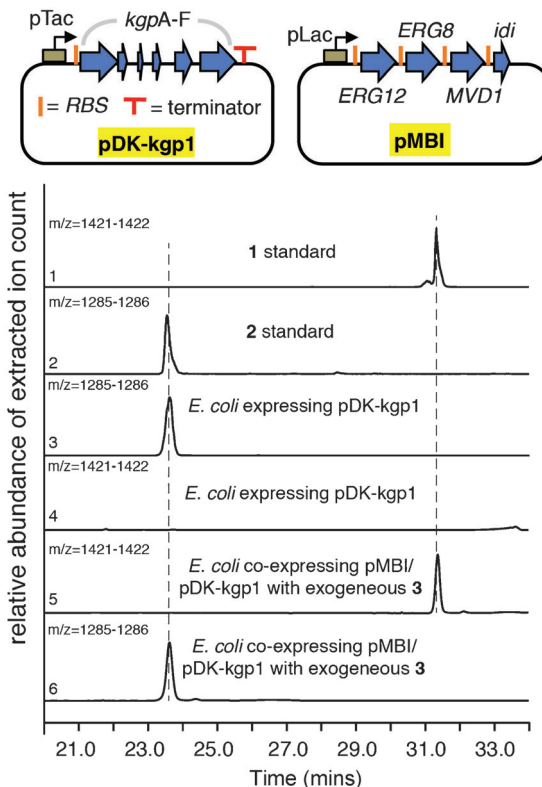 pTac
kgpA-F
= RBS
= terminator
pDK-kgp1
pLac
ERG8
ERG12
MVD1
idi
pMBI
relative abundance of extracted ion count
m/z=1421-1422
1 standard
1
m/z=1285-1286
2 standard
2
m/z=1285-1286
E. coli expressing pDK-kgp1
3
m/z=1421-1422
E. coli expressing pDK-kgp1
4
m/z=1421-1422
E. coli co-expressing pMBI/
pDK-kgp1 with exogeneous 3
5
m/z=1285-1286
E. coli co-expressing pMBI/
pDK-kgp1 with exogeneous 3
6
21.0 23.0 25.0 27.0 29.0 31.0 33.0
Time (mins)